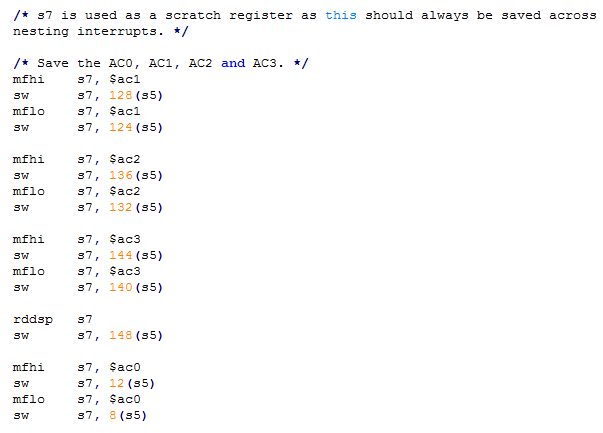 /* s7 is used as a scratch register as this should always be saved across
nesting interrupts. */
/* Save the AC0, AC1, AC2 and AC3. */
mfhi    s7, $ac1
sw      s7, 128(s5)
mflo    s7, $ac1
sw      s7, 124(s5)
mfhi    s7, $ac2
sw      s7, 136(s5)
mflo    s7, $ac2
sw      s7, 132(s5)
mfhi    s7, $ac3
sw      s7, 144(s5)
mflo    s7, $ac3
sw      s7, 140(s5)
rddsp   s7
sw      s7, 148(s5)
mfhi    s7, $ac0
sw      s7, 12(s5)
mflo    s7, $ac0
sw      s7, 8(s5)